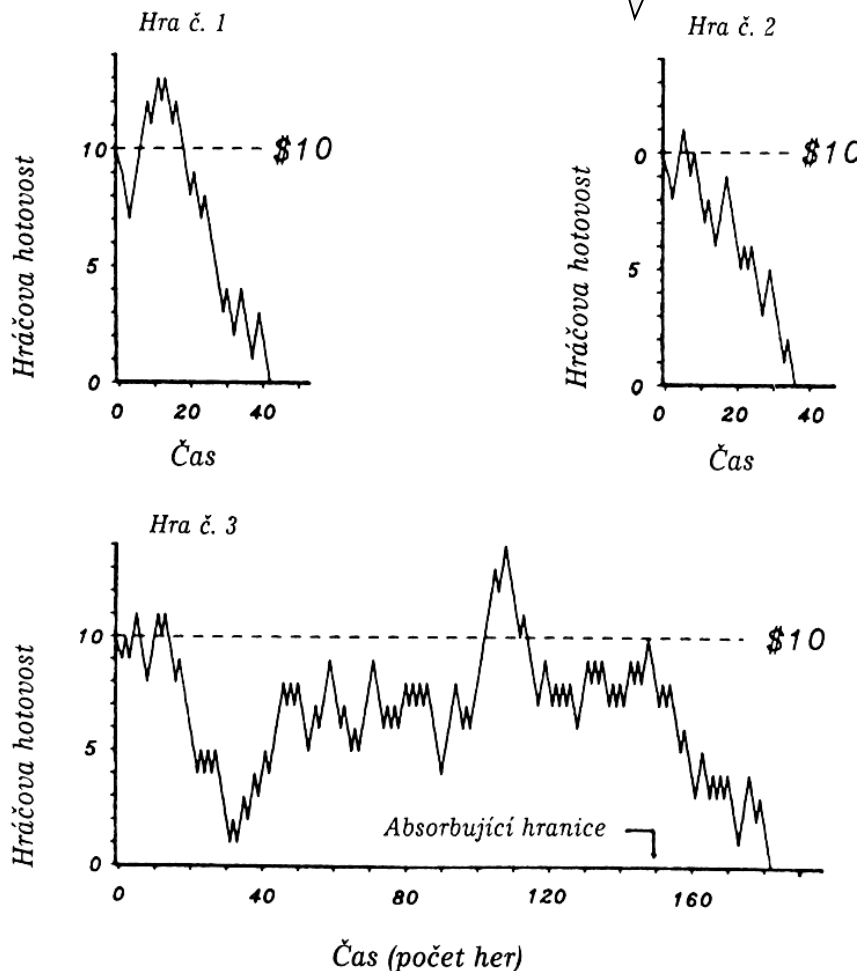 Hra č. 1
10
5
0
$10
Hráčova hotovost
0 20 40
Čas
Hra č. 2
0
5
0
$10
Hráčova hotovost
0 20 40
Čas
Hra č. 3
10
5
0
$10
Hráčova hotovost
Absorbující hranice
0 40 80 120 160
Čas (počet her)